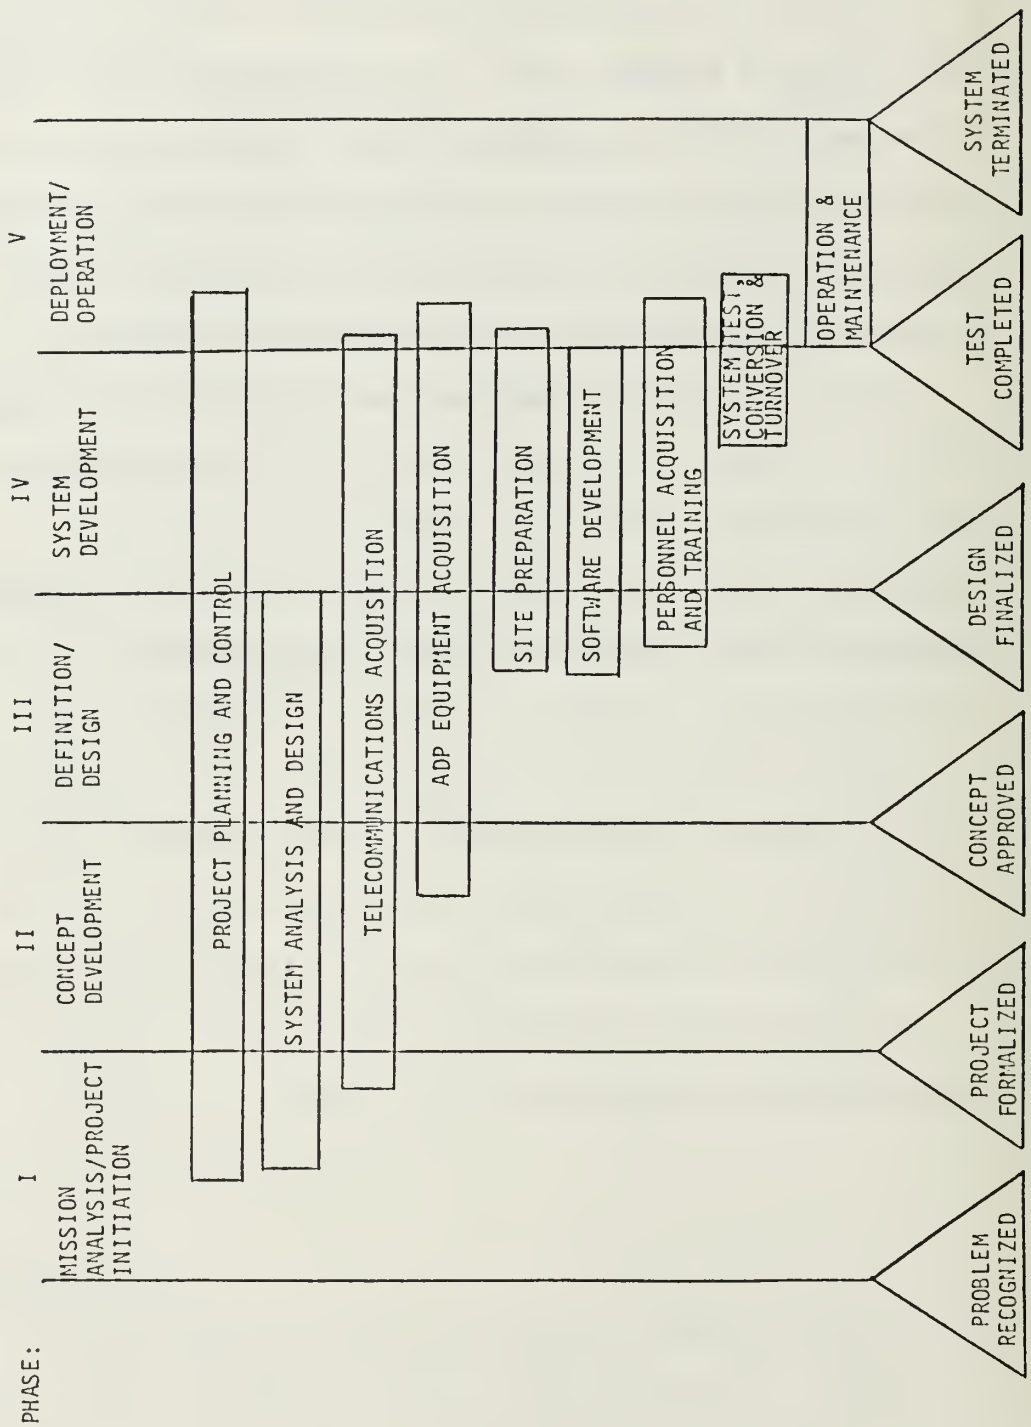 PHASE:
I
MISSION
ANALYSIS/PROJECT
INITIATION
II
CONCEPT
DEVELOPMENT
III
DEFINITION/
DESIGN
IV
SYSTEM
DEVELOPMENT
V
DEPLOYMENT/
OPERATION
PROJECT PLANNING AND CONTROL
SYSTEM ANALYSIS AND DESIGN
TELECOMMUNICATIONS ACQUISITION
ADP EQUIPMENT ACQUISITION
SITE PREPARATION
SOFTWARE DEVELOPMENT
PERSONNEL ACQUISITION
AND TRAINING
SYSTEM TEST,
CONVERSION &
TURNOVER
OPERATION &
MAINTENANCE
PROBLEM
RECOGNIZED
PROJECT
FORMALIZED
CONCEPT
APPROVED
DESIGN
FINALIZED
TEST
COMPLETED
SYSTEM
TERMINATED